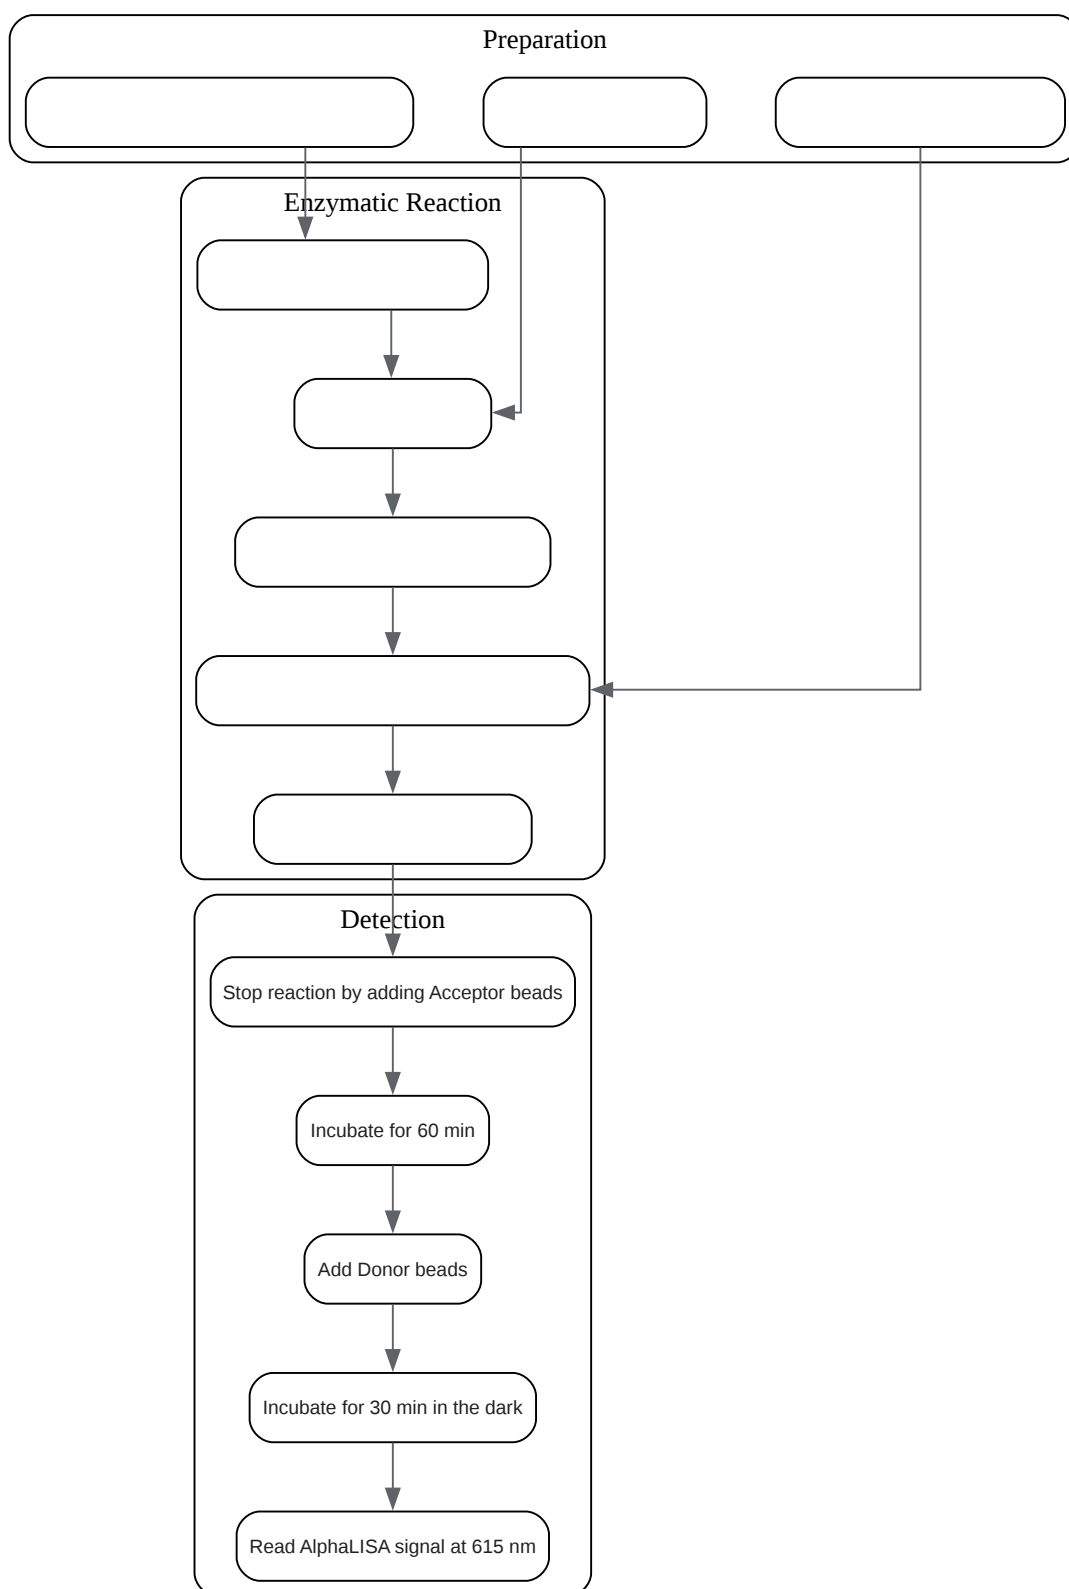 Preparation
Enzymatic Reaction
Detection
Stop reaction by adding Acceptor beads
Incubate for 60 min
Add Donor beads
Incubate for 30 min in the dark
Read AlphaLISA signal at 615 nm